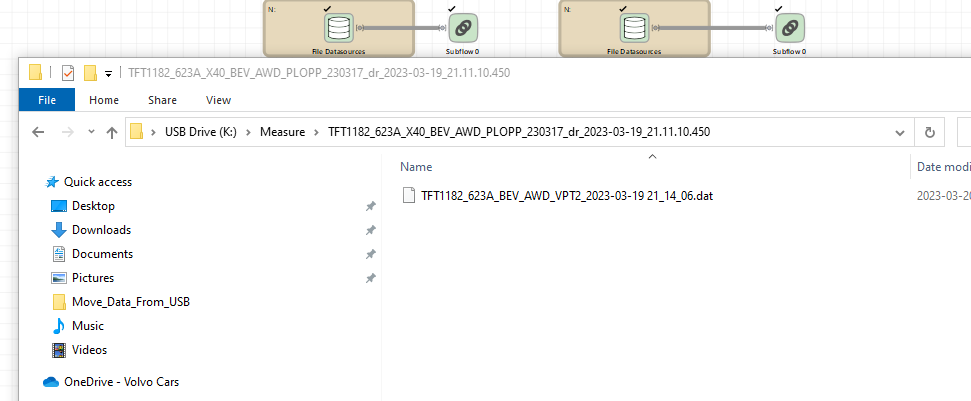 N:
File Datasources
Subflow 0
N:
File Datasources
Subflow 0
TFT1182_623A_X40_BEV_AWD_PLOPP_230317_dr_2023-03-19_21.11.10.450
File Home Share View
USB Drive (K:) Measure TFT1182_623A_X40_BEV_AWD_PLOPP_230317_dr_2023-03-19_21.11.10.450
Name Date modi
Quick access
TFT1182_623A_BEV_AWD_VPT2_2023-03-19 21_14_06.dat 2023-03-20
Desktop
Downloads
Documents
Pictures
Move_Data_From_USB
Music
Videos
OneDrive - Volvo Cars